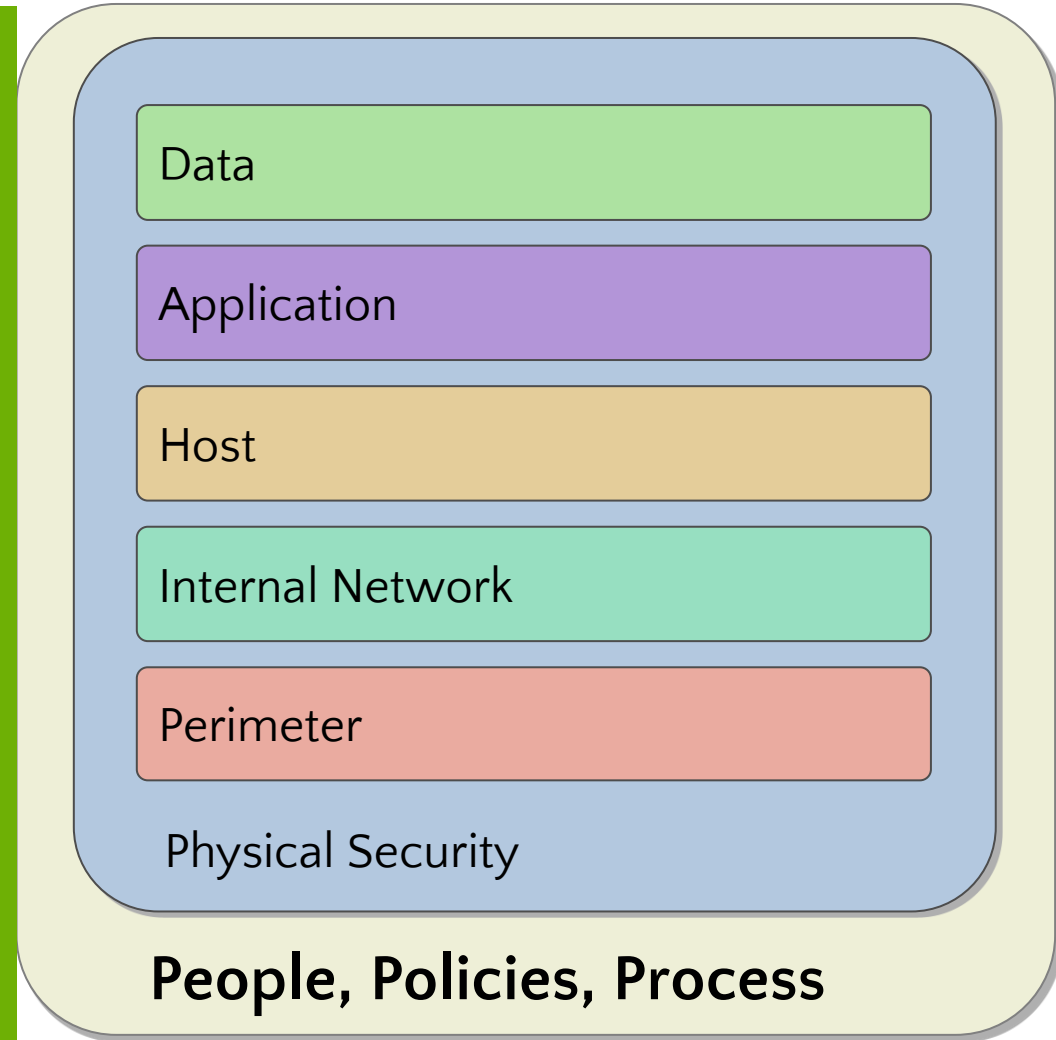 Data
Application
Host
Internal Network
Perimeter
Physical Security
People, Policies, Process